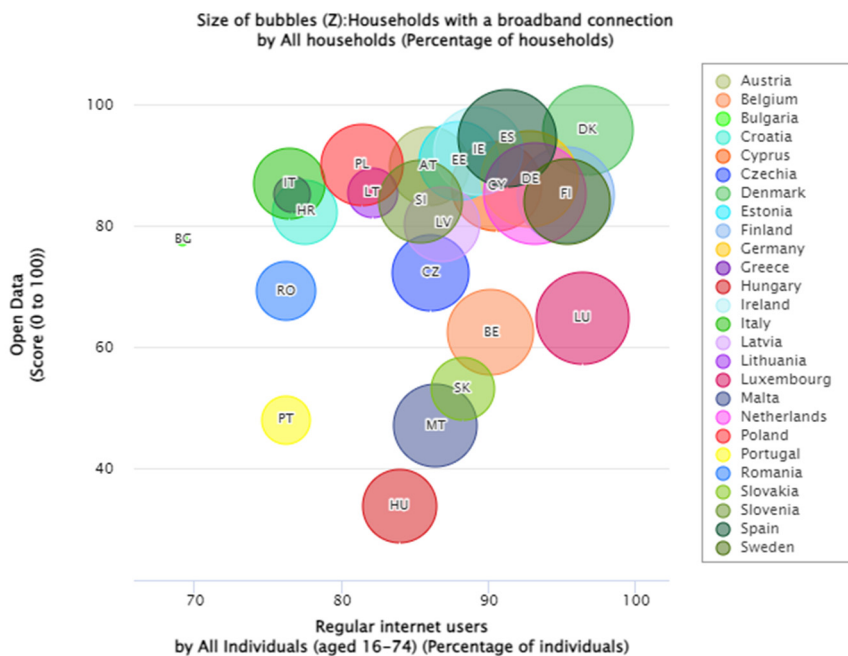 Size of bubbles (Z):Households with a broadband connection
by All households (Percentage of households)
Open Data
(Score (0 to 100))
100
80
60
40
70
80
90
100
Regular internet users
by All Individuals (aged 16-74) (Percentage of individuals)
DK
ES
IE
EE
AT
PL
LT
IT
HR
SI
LV
CY
DE
FI
BG
CZ
RO
BE
LU
SK
PT
MT
HU
Austria
Belgium
Bulgaria
Croatia
Cyprus
Czechia
Denmark
Estonia
Finland
Germany
Greece
Hungary
Ireland
Italy
Latvia
Lithuania
Luxembourg
Malta
Netherlands
Poland
Portugal
Romania
Slovakia
Slovenia
Spain
Sweden